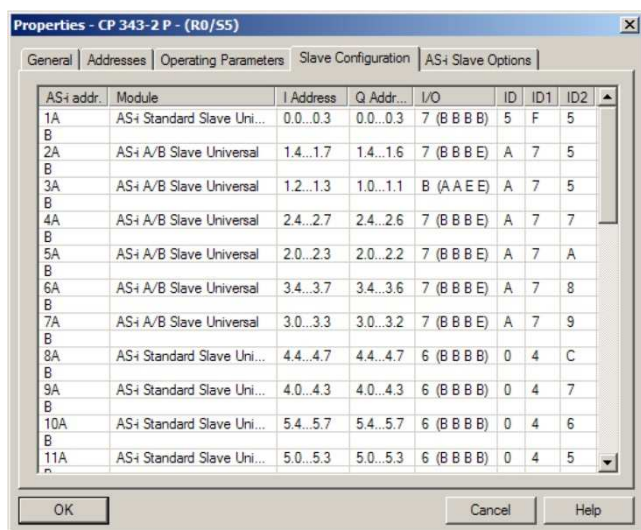 Properties - CP 343-2 P - (R0/S5)
General Addresses Operating Parameters Slave Configuration AS-i Slave Options
AS-i addr. Module I Address Q Addr... I/O ID ID1 ID2
1A AS-i Standard Slave Uni... 0.0...0.3 0.0...0.3 7 (B B B B) 5 F 5
B
2A AS-i A/B Slave Universal 1.4...1.7 1.4...1.6 7 (B B B E) A 7 5
B
3A AS-i A/B Slave Universal 1.2...1.3 1.0...1.1 B (A A E E) A 7 5
B
4A AS-i A/B Slave Universal 2.4...2.7 2.4...2.6 7 (B B B E) A 7 7
B
5A AS-i A/B Slave Universal 2.0...2.3 2.0...2.2 7 (B B B E) A 7 A
B
6A AS-i A/B Slave Universal 3.4...3.7 3.4...3.6 7 (B B B E) A 7 8
B
7A AS-i A/B Slave Universal 3.0...3.3 3.0...3.2 7 (B B B E) A 7 9
B
8A AS-i Standard Slave Uni... 4.4...4.7 4.4...4.7 6 (B B B B) 0 4 C
B
9A AS-i Standard Slave Uni... 4.0...4.3 4.0...4.3 6 (B B B B) 0 4 7
B
10A AS-i Standard Slave Uni... 5.4...5.7 5.4...5.7 6 (B B B B) 0 4 6
B
11A AS-i Standard Slave Uni... 5.0...5.3 5.0...5.3 6 (B B B B) 0 4 5
OK Cancel Help